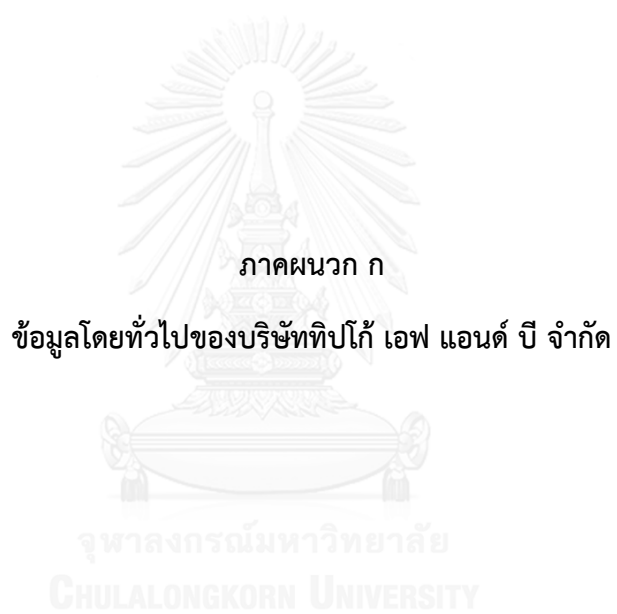 ภาคผนวก ก
ข้อมูลโดยทั่วไปของบริษัททิปโก้ เอฟ แอนด์ บี จำกัด
จุฬาลงกรณ์มหาวิทยาลัย
CHULALONGKORN UNIVERSITY